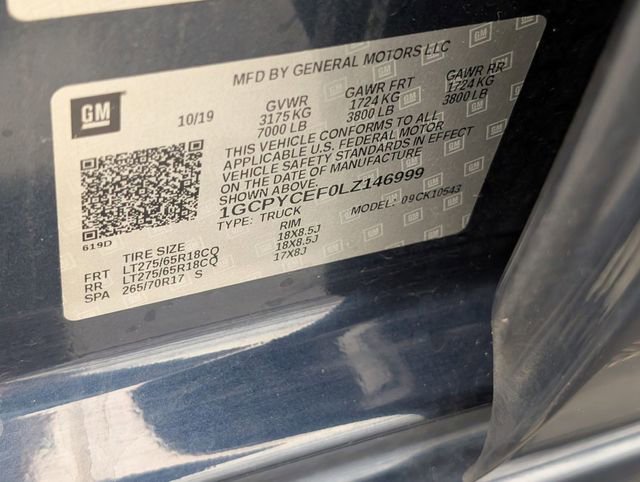 MFD BY GENERAL MOTORS LLC
GM
10/19
GVWR GAWR FRT GAWR RR
3175 KG 1724 KG 1724 KG
7000 LB 3800 LB 3800 LB
THIS VEHICLE CONFORMS TO ALL
APPLICABLE U.S. FEDERAL MOTOR
VEHICLE SAFETY STANDARDS IN EFFECT
ON THE DATE OF MANUFACTURE
SHOWN ABOVE.
1GCPYCEF0LZ146999
TYPE: TRUCK MODEL: 09CK10543
619D
TIRE SIZE RIM
FRT LT275/65R18CQ 18X8.5J
RR LT275/65R18CQ 18X8.5J
SPA 265/70R17 S 17X8J